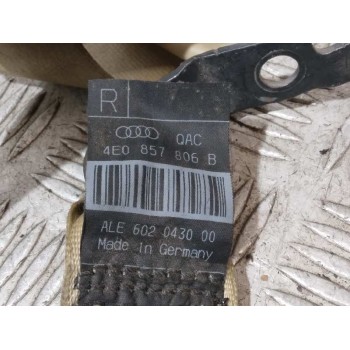 R
QAC
4E0 857 806 B
ALE 602 0430 00
Made In Germany